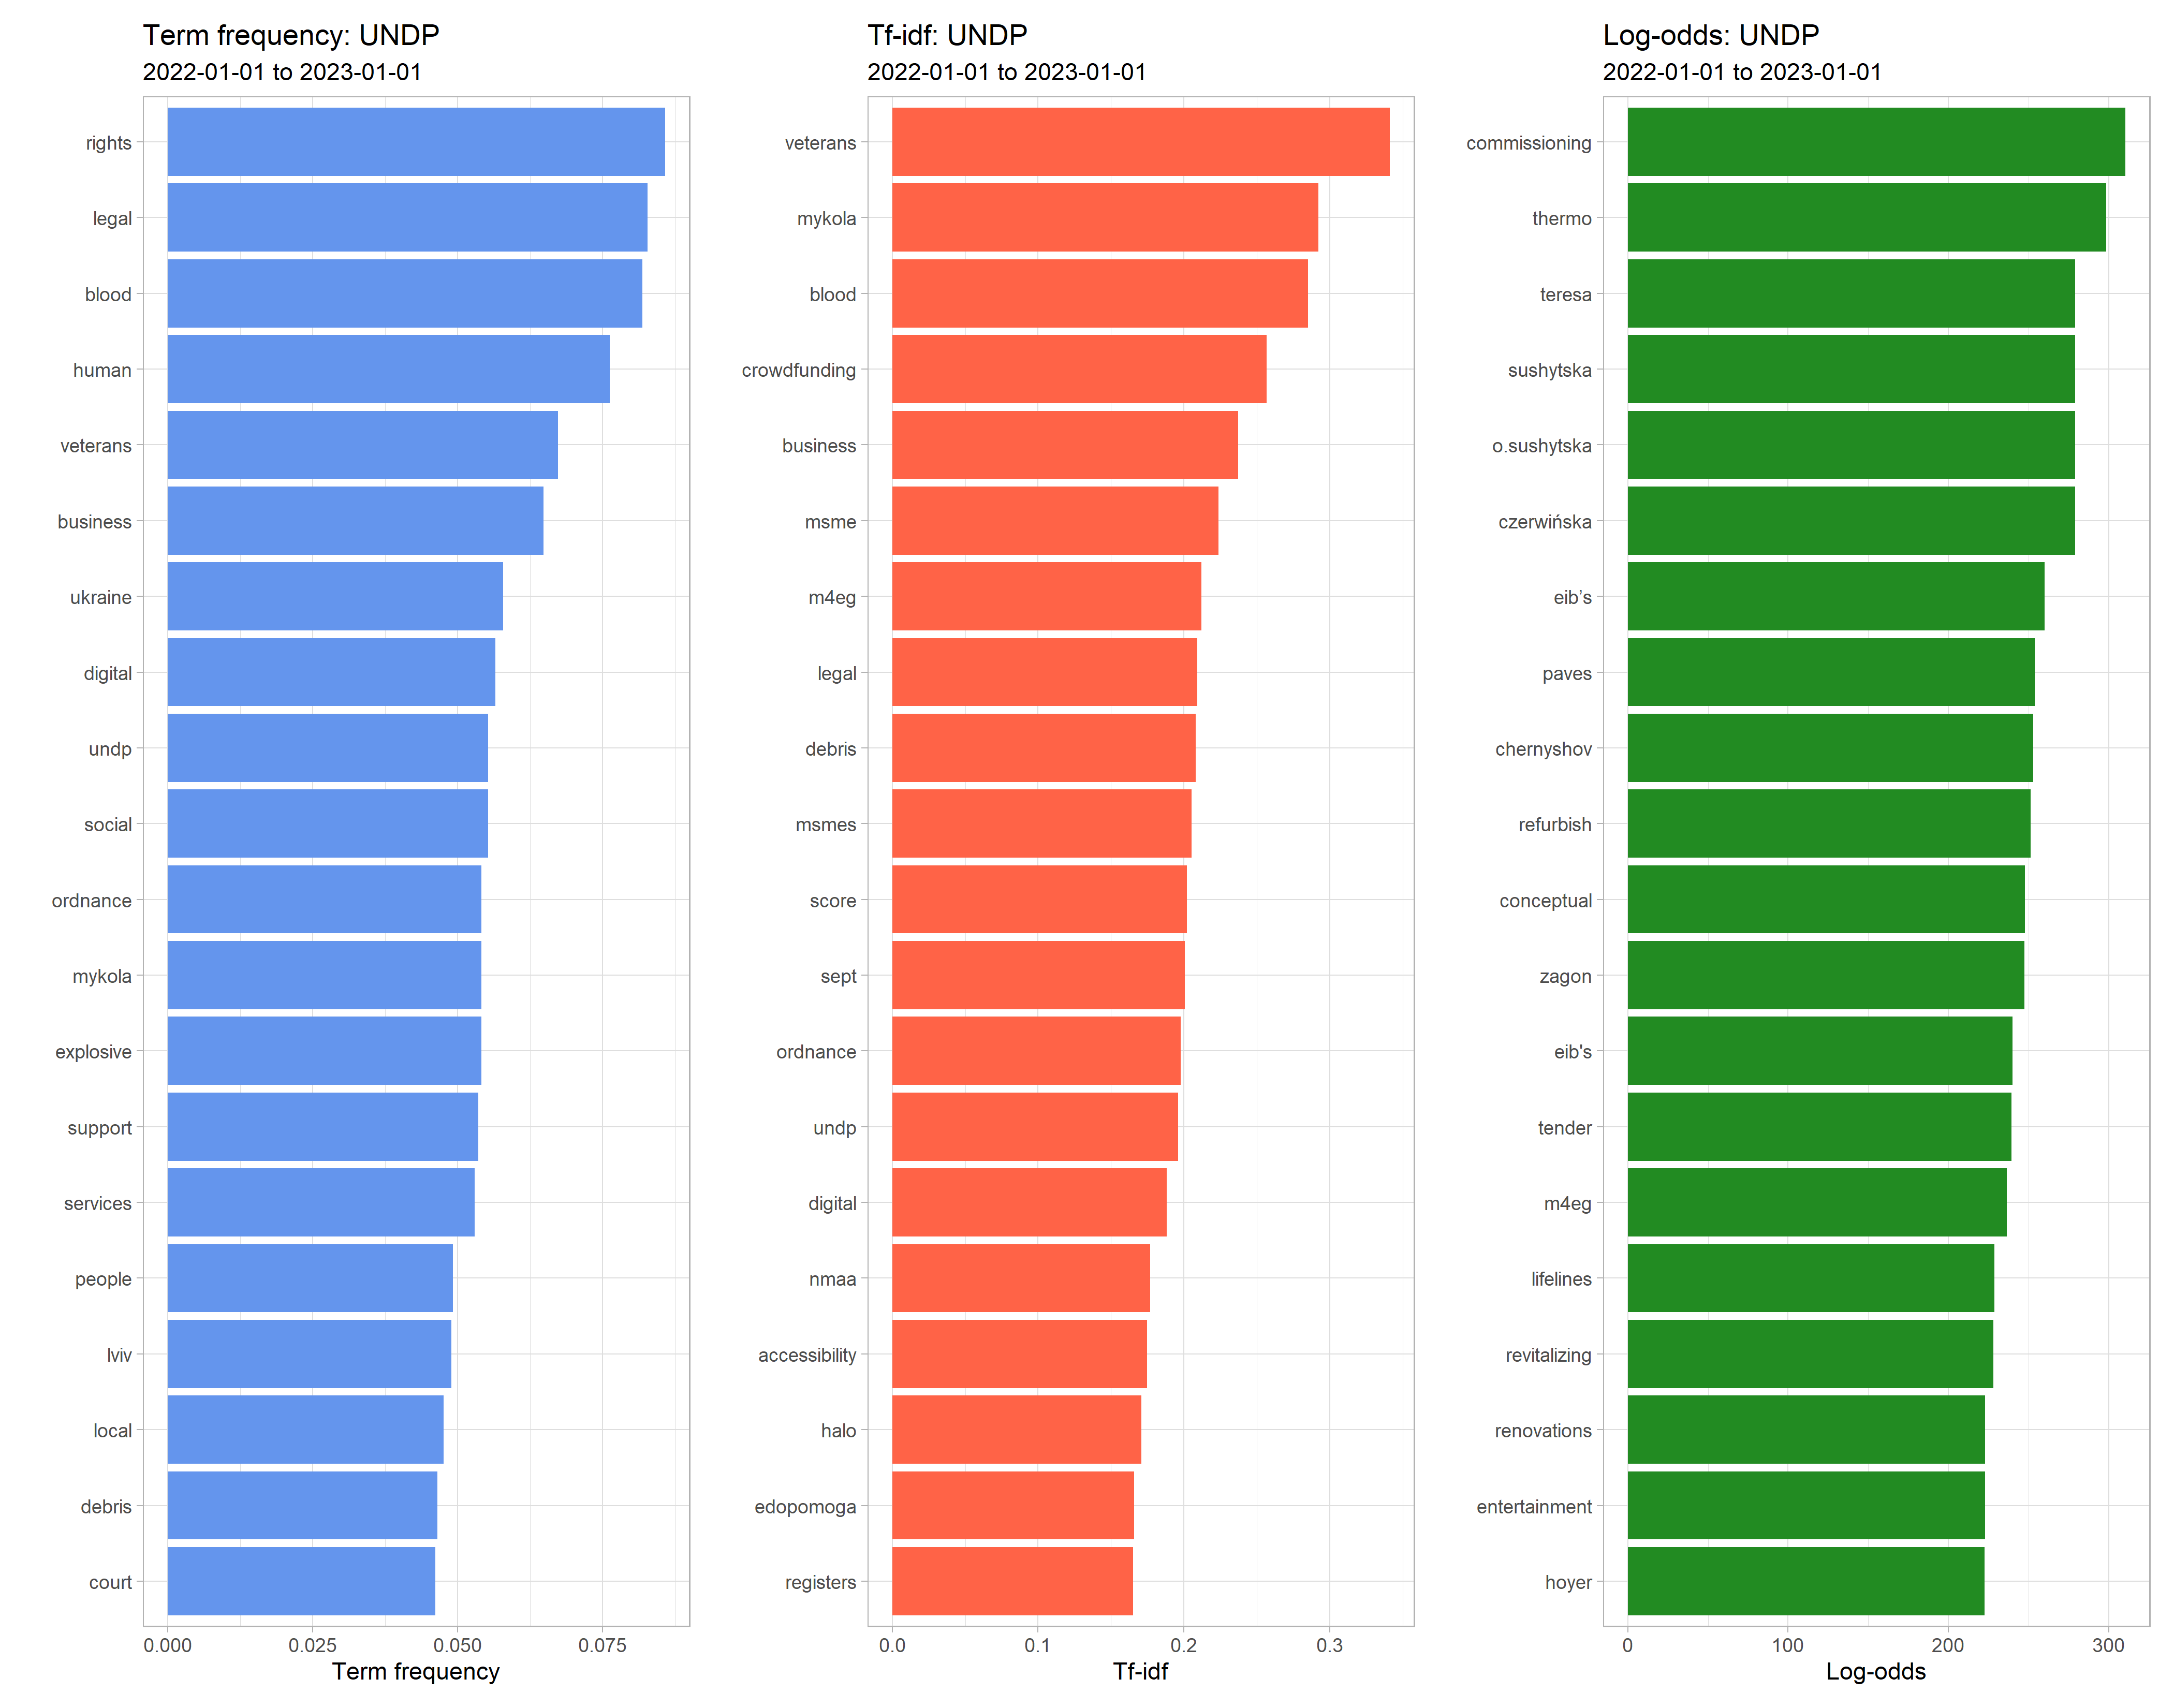 Term frequency: UNDP
2022-01-01 to 2023-01-01
rights
legal
blood
human
veterans
business
ukraine
digital
undp
social
ordnance
mykola
explosive
support
services
people
lviv
local
debris
court
0.000 0.025 0.050 0.075
Term frequency
Tf-idf: UNDP
2022-01-01 to 2023-01-01
veterans
mykola
blood
crowdfunding
business
msme
m4eg
legal
debris
msmes
score
sept
ordnance
undp
digital
nmaa
accessibility
halo
edopomoga
registers
0.0 0.1 0.2 0.3
Tf-idf
Log-odds: UNDP
2022-01-01 to 2023-01-01
commissioning
thermo
teresa
sushytska
o.sushytska
czerwińska
eib’s
paves
chernyshov
refurbish
conceptual
zagon
eib's
tender
m4eg
lifelines
revitalizing
renovations
entertainment
hoyer
0 100 200 300
Log-odds